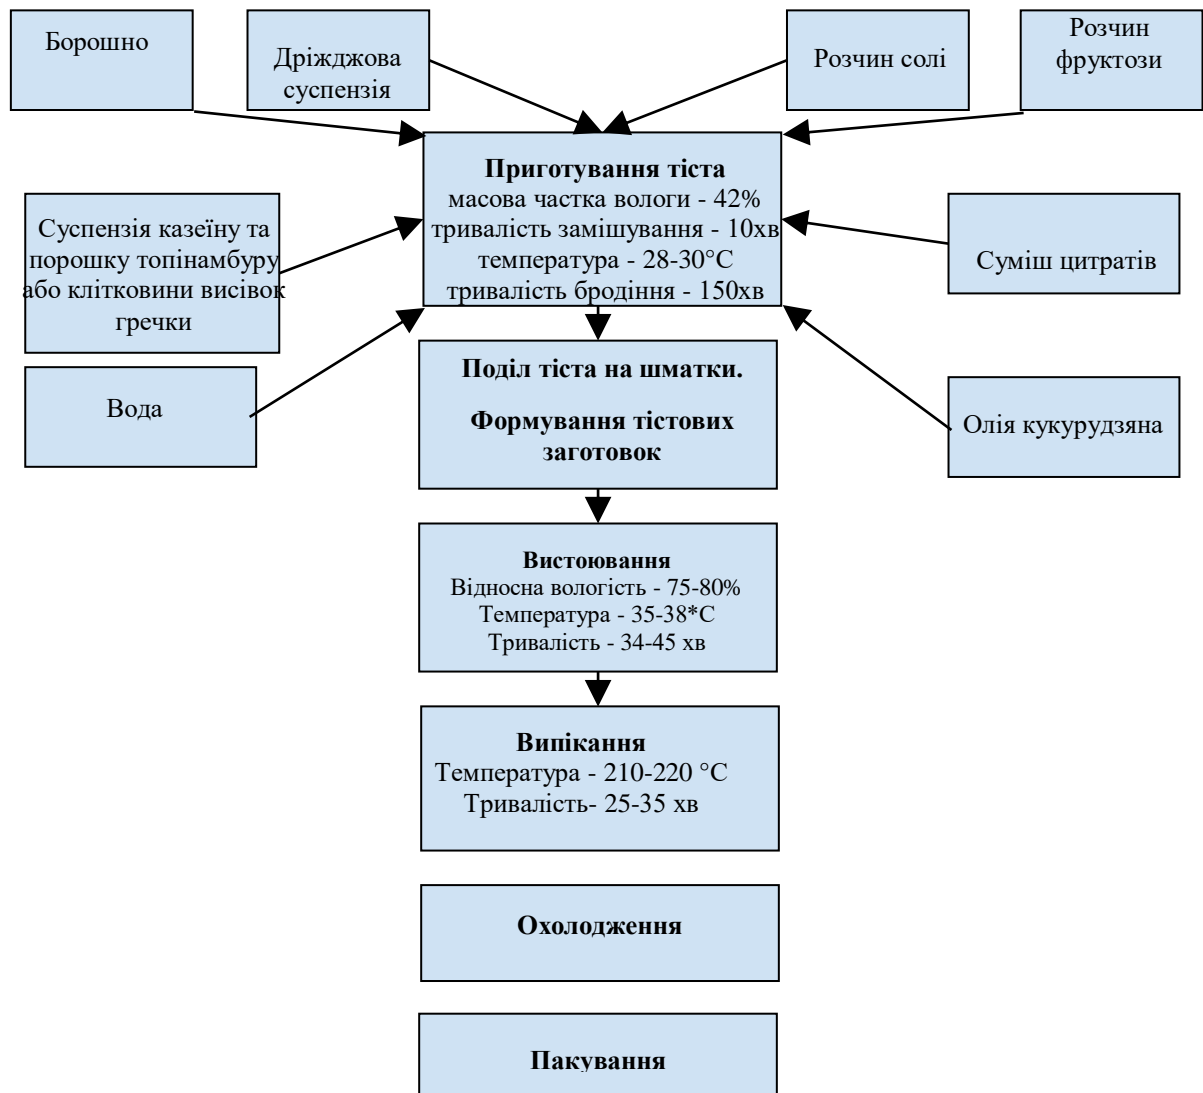 Борошно
Дріжджова
суспензія
Розчин солі
Розчин
фруктози
Приготування тіста
масова частка вологи - 42%
тривалість замішування - 10хв
температура - 28-30°C
тривалість бродіння - 150хв
Суспензія казеїну та
порошку топінамбуру
або клітковини висівок
гречки
Суміш цитратів
Вода
Олія кукурудзяна
Поділ тіста на шматки.
Формування тістових
заготовок
Вистоювання
Відносна вологість - 75-80%
Температура - 35-38*C
Тривалість - 34-45 хв
Випікання
Температура - 210-220 °C
Тривалість- 25-35 хв
Охолодження
Пакування